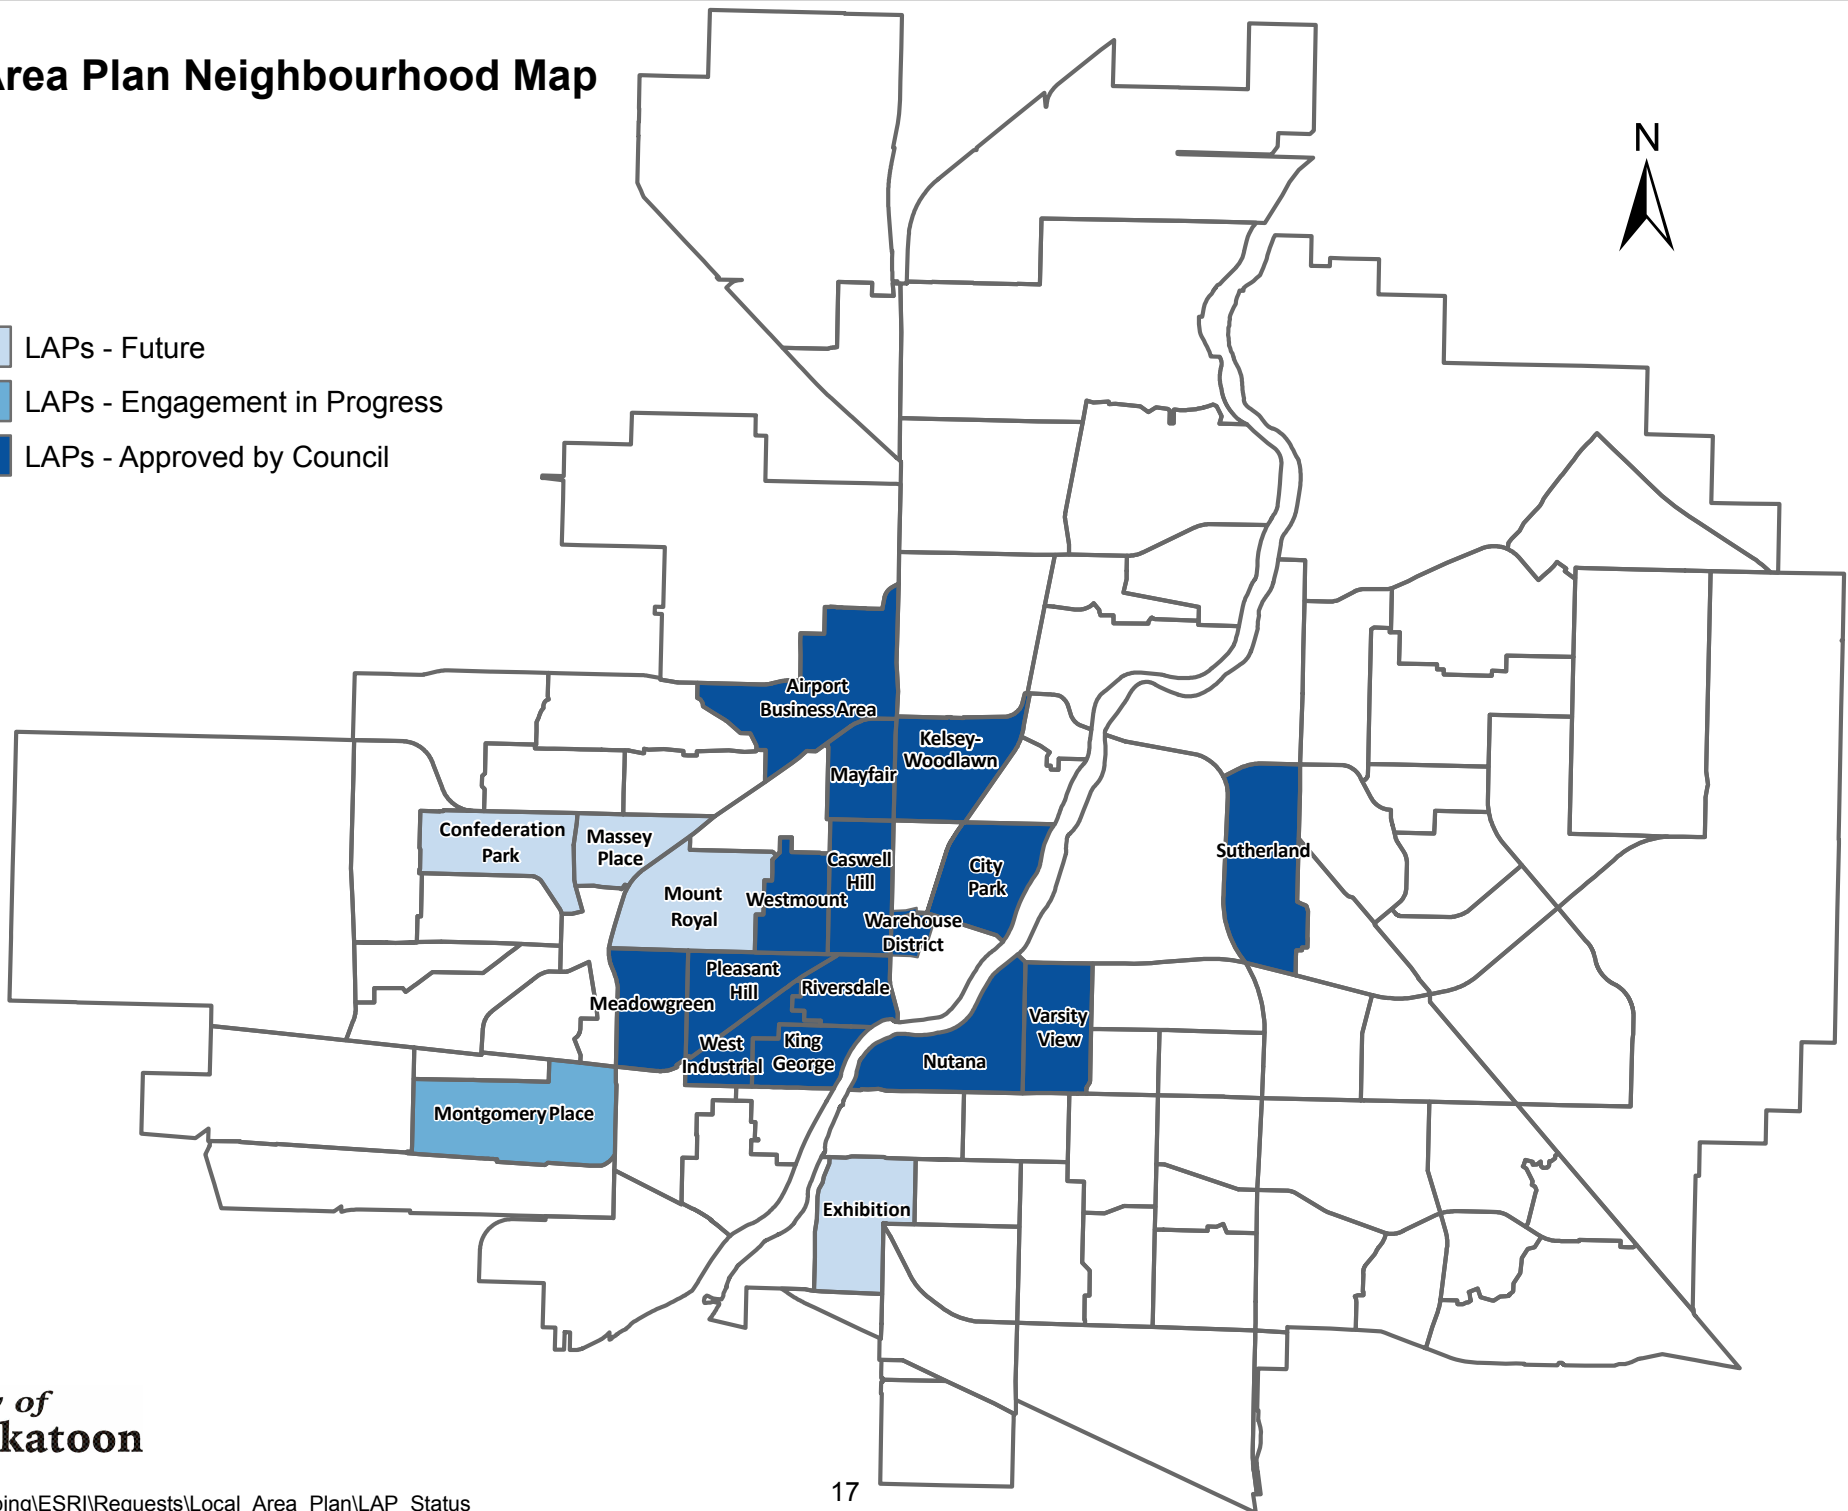 Area Plan Neighbourhood Map
N
LAPs - Future
LAPs - Engagement in Progress
LAPs - Approved by Council
Airport
Business Area
Kelsey-
Woodlawn
Mayfair
Confederation
Park
Massey
Place
Mount
Royal
Westmount
Caswell
Hill
City
Park
Sutherland
Warehouse
District
Pleasant
Hill
Riversdale
Meadowgreen
West
Industrial
King
George
Nutana
Varsity
View
Montgomery Place
Exhibition
of
katoon
17
ping\ESRI\Requests\Local_Area_Plan\LAP_Status